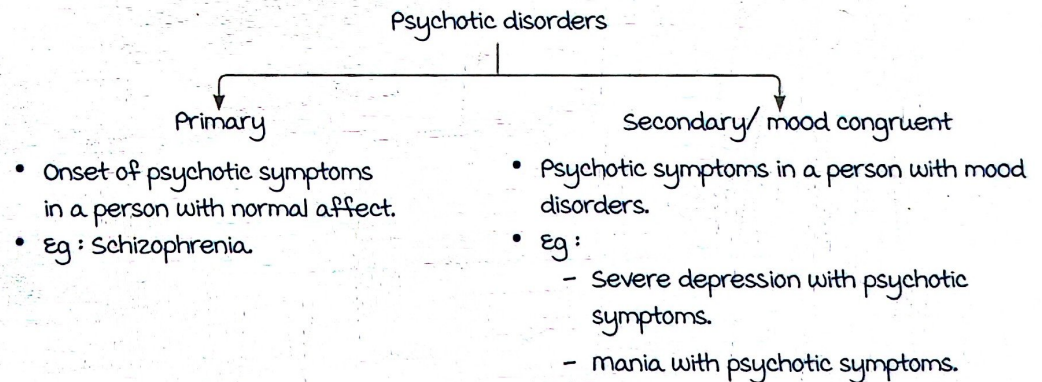 Psychotic disorders
Primary
Secondary/ mood congruent
• Onset of psychotic symptoms
in a person with normal affect.
• Eg : Schizophrenia.
• Psychotic symptoms in a person with mood
disorders.
• Eg :
– Severe depression with psychotic
symptoms.
– mania with psychotic symptoms.